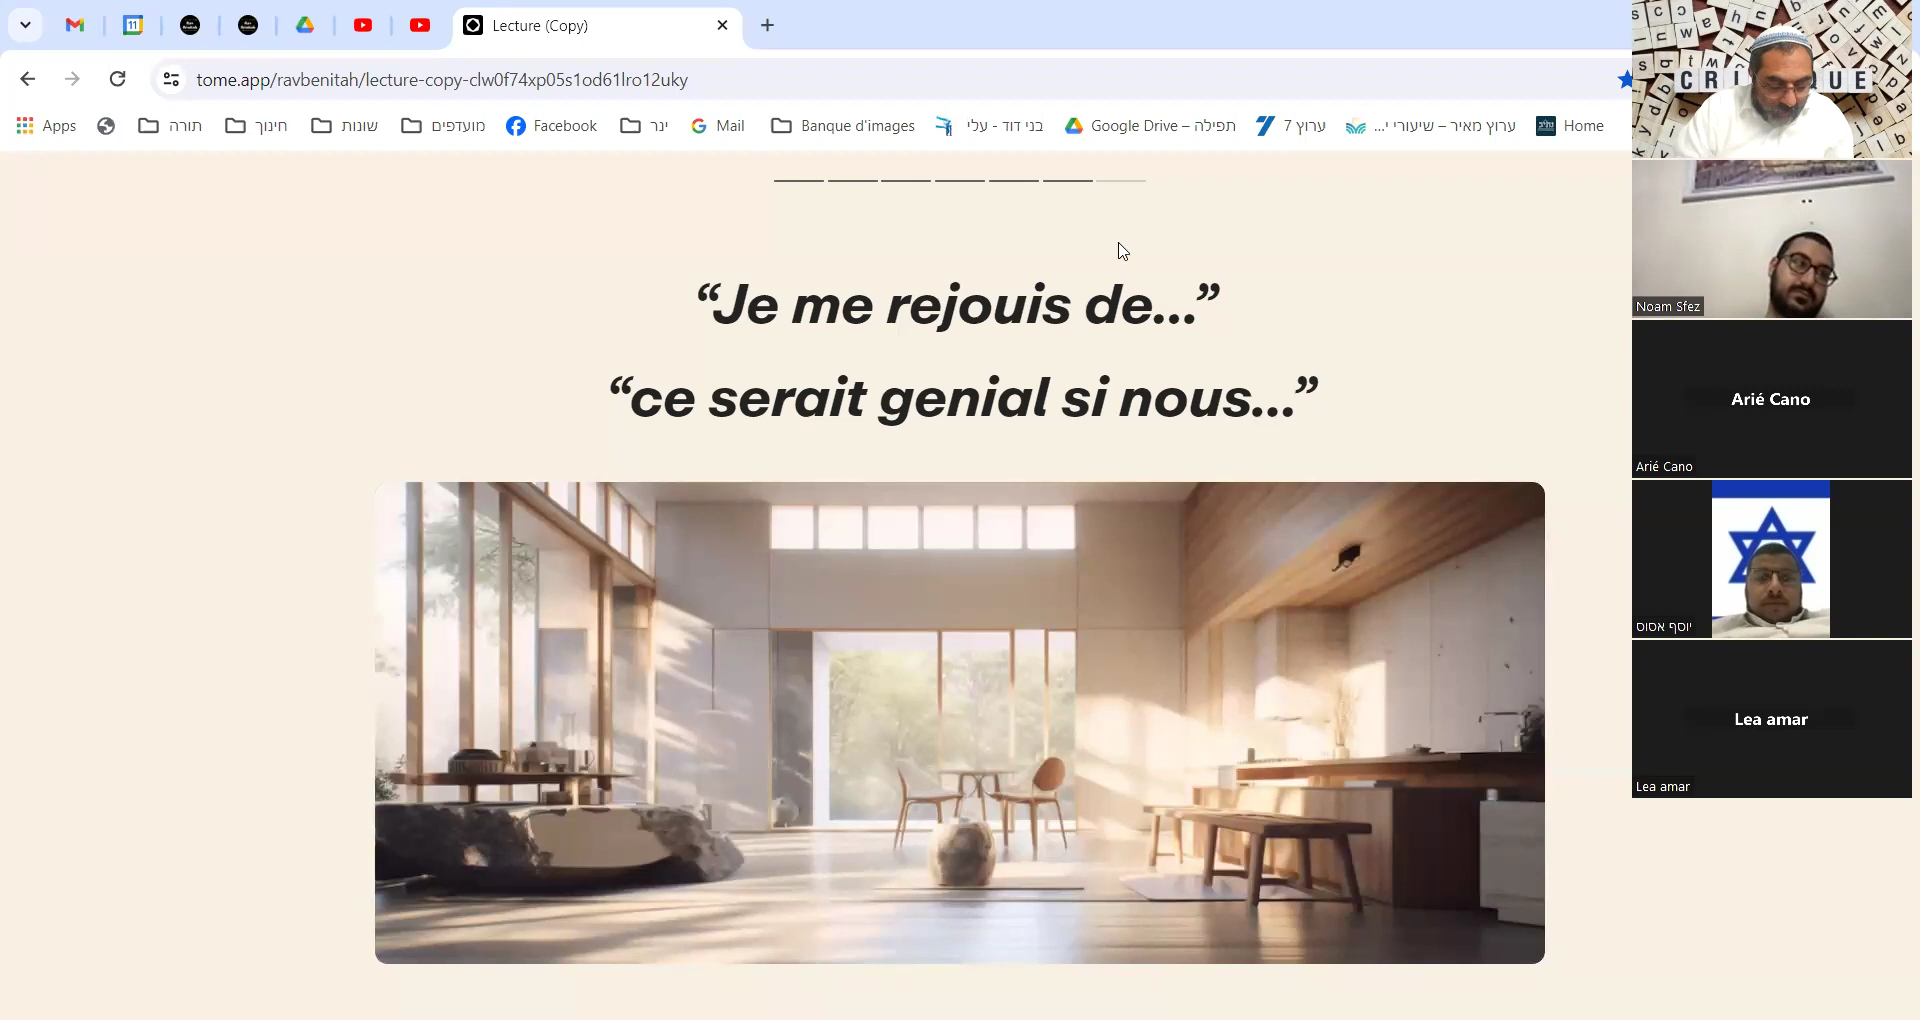 Lecture (Copy)
tome.app/ravbenitah/lecture-copy-clw0f74xp05s1od61lro12uky
Apps
תורה
חינוך
שונות
מועדפים
Facebook
ינר
Mail
Banque d'images
בני דוד - עלי
Google Drive – תפילה
ערוץ 7
ערוץ מאיר – שיעורי י...
Home
“Je me rejouis de...”
“ce serait genial si nous...”
Noam Sfez
Arié Cano
Arié Cano
יוסף אסוס
Lea amar
Lea amar